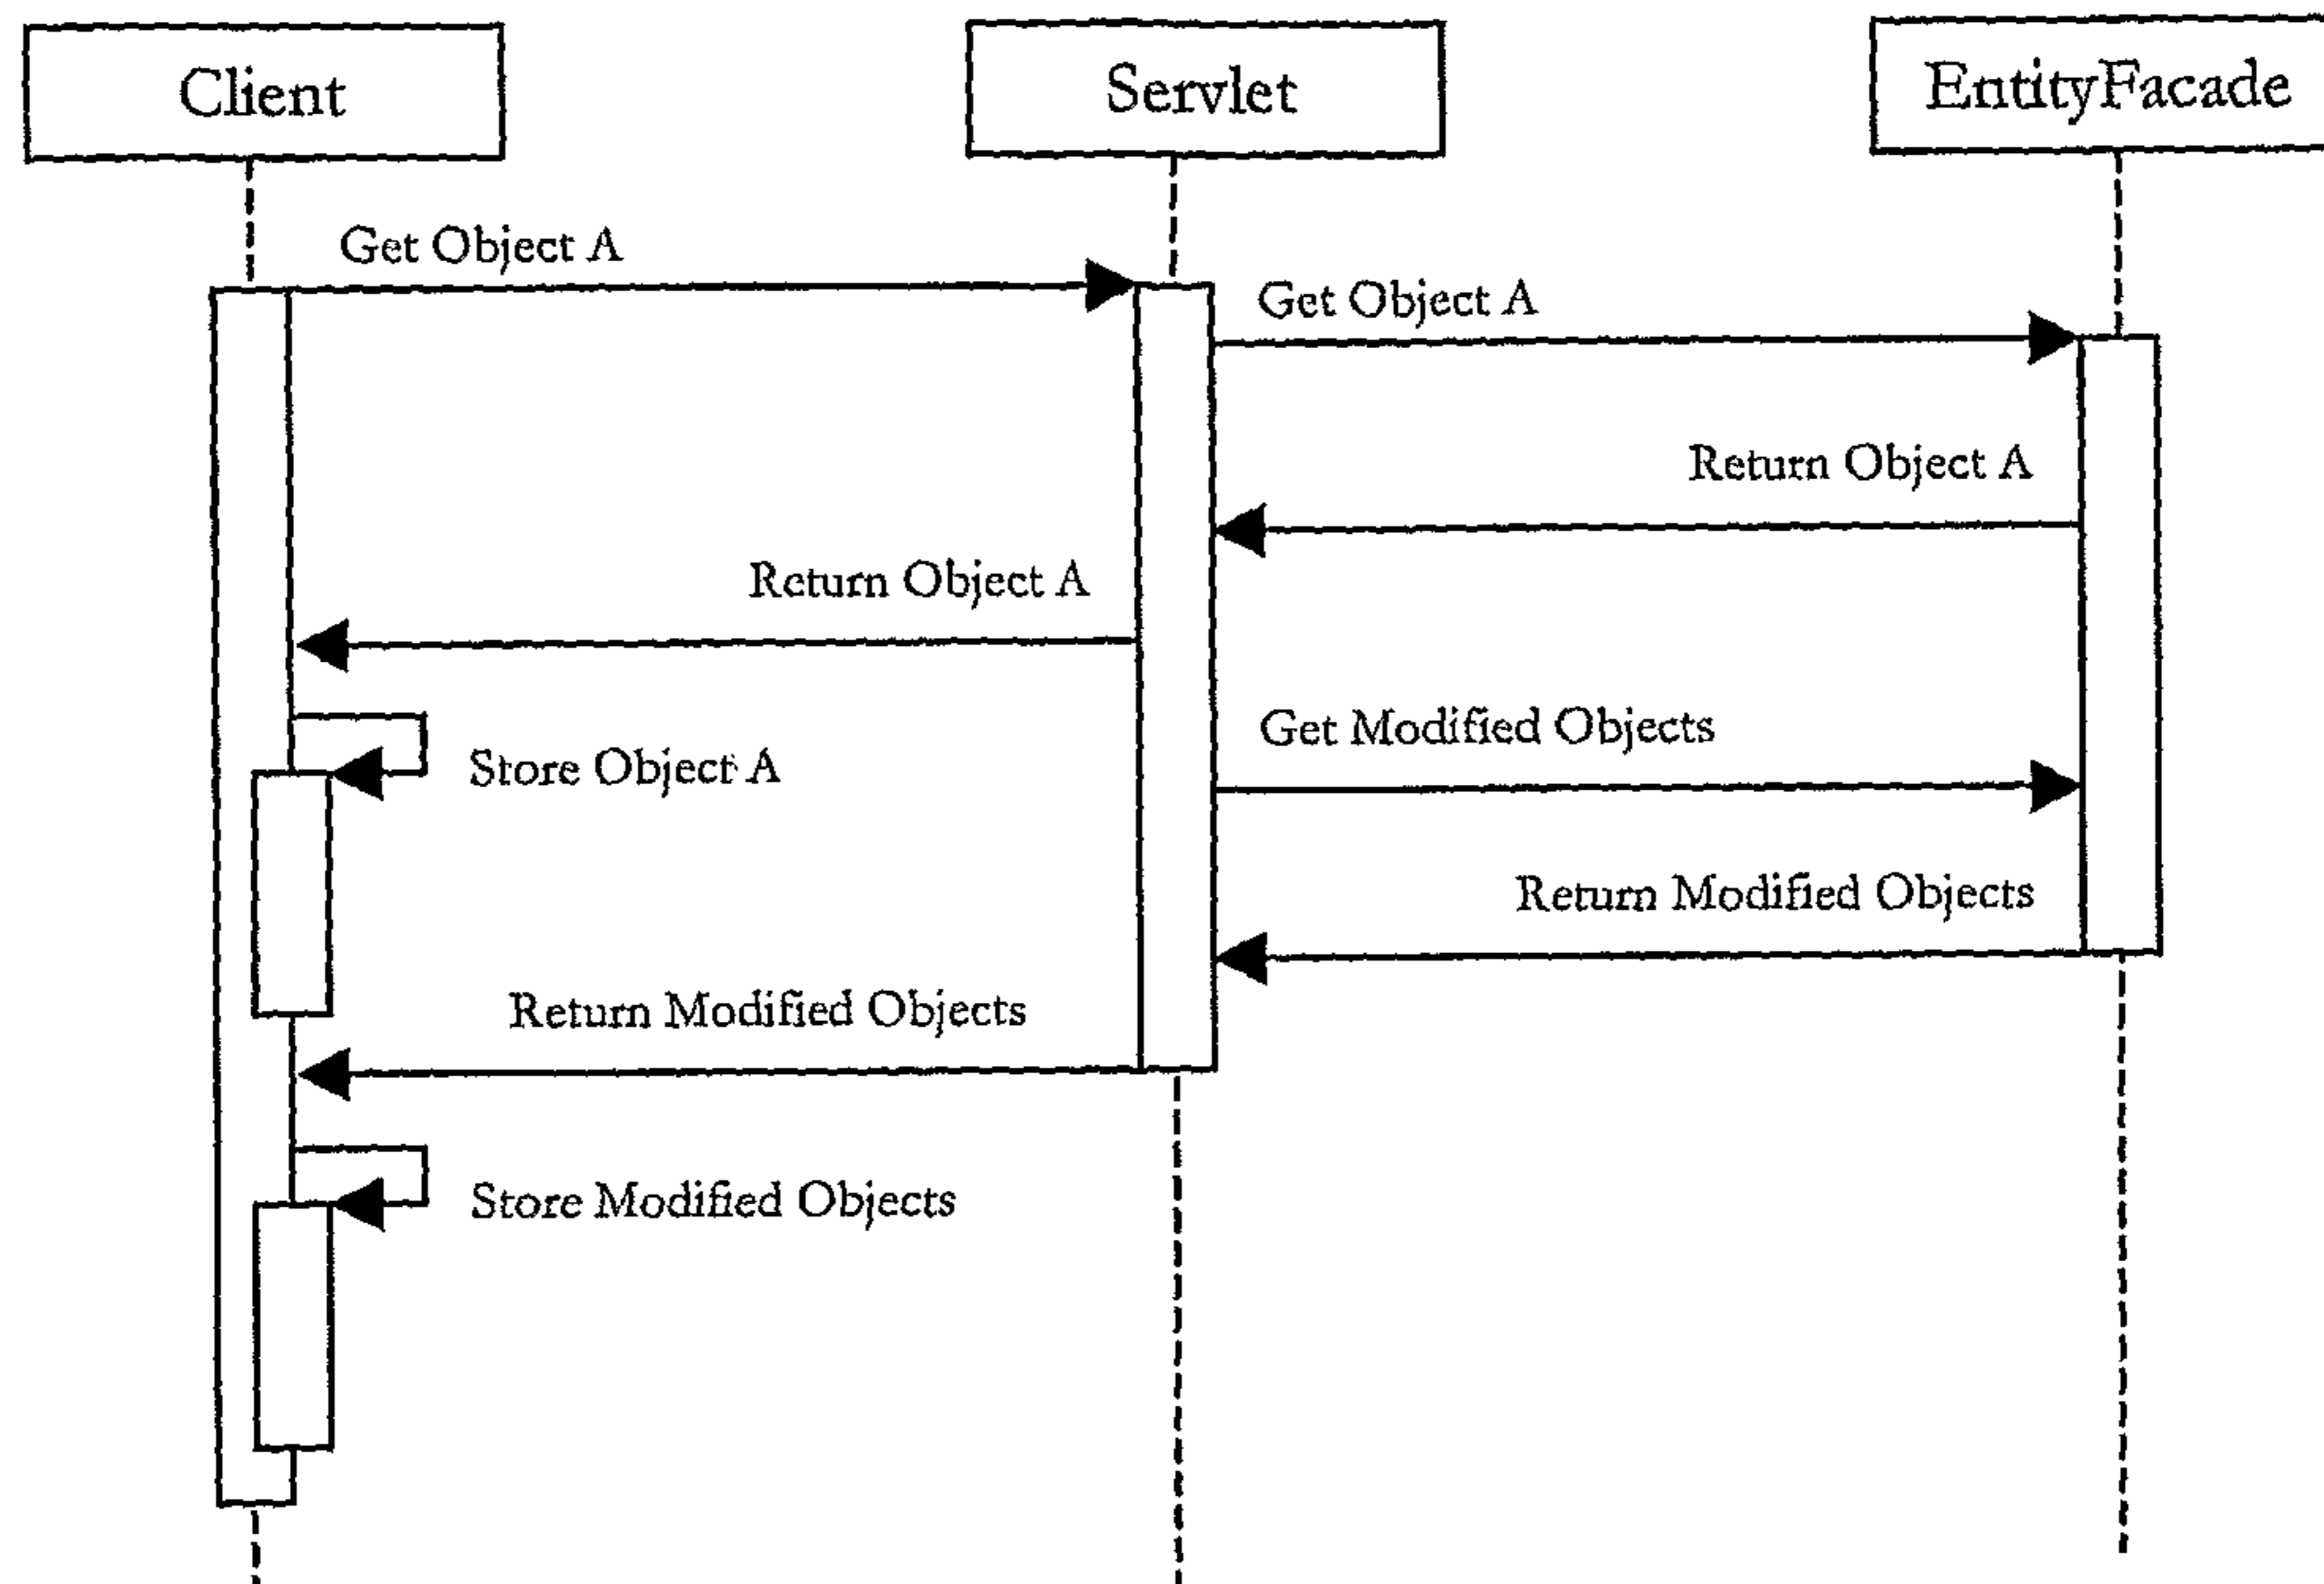 Client
Servlet
EntityFacade
Get Object A
Get Object A
Return Object A
Return Object A
Get Modified Objects
Store Object A
Return Modified Objects
Return Modified Objects
Store Modified Objects